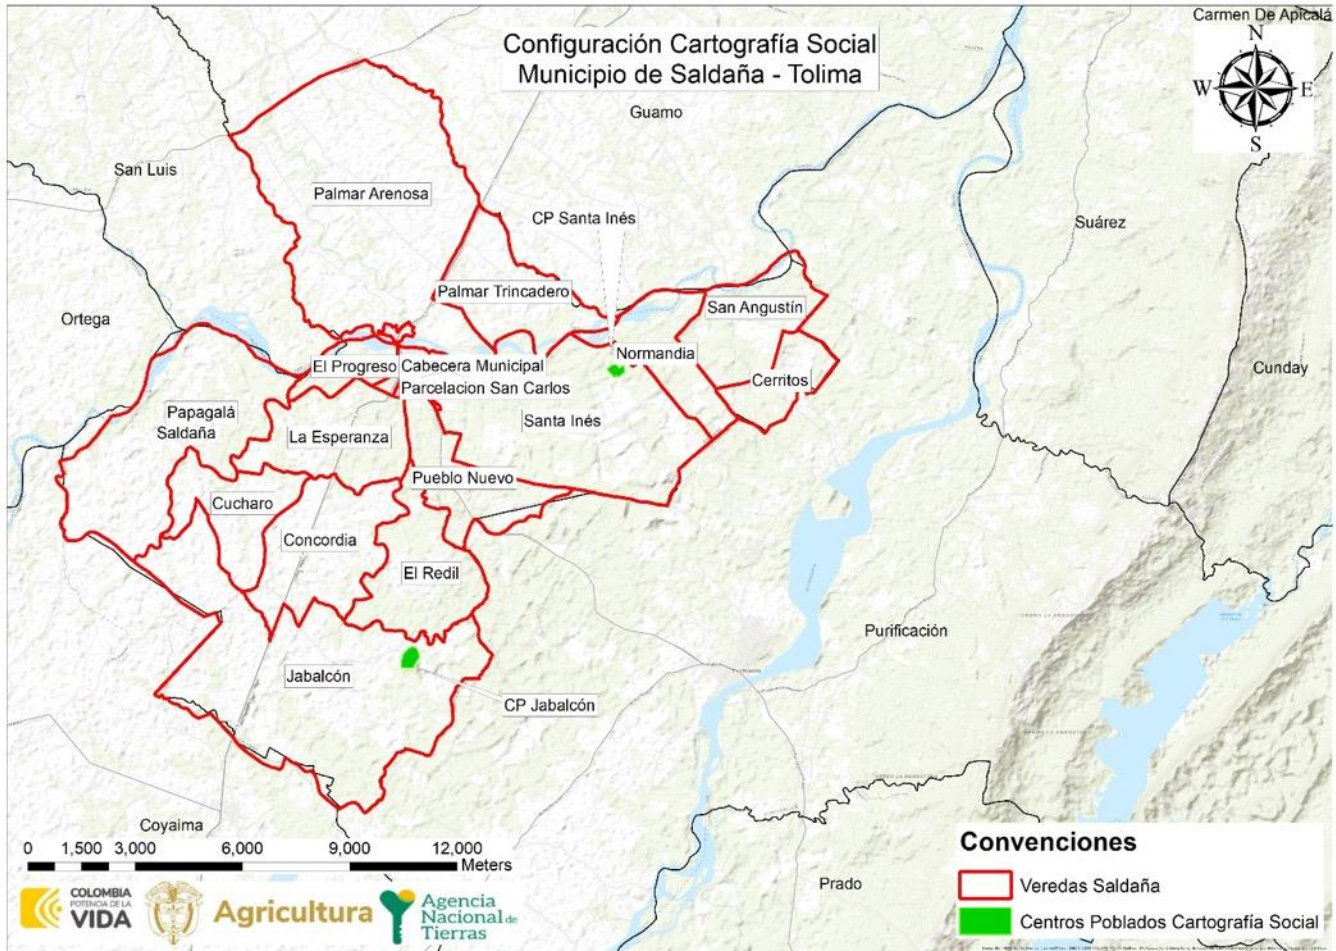 Carmen De Apicalá
Configuración Cartografía Social
Municipio de Saldaña - Tolima
N
W E
S
Guamo
San Luis
Palmar Arenosa
CP Santa Inés
Suárez
Palmar Trincadero
San Angustín
Ortega
Normandia
El Progreso
Cabecera Municipal
Cerritos
Cunday
Parcelacion San Carlos
Papagalá
Saldaña
Santa Inés
La Esperanza
Pueblo Nuevo
Cucharo
Concordia
El Redil
Purificación
Jabalcón
CP Jabalcón
Coyaima
0 1,500 3,000 6,000 9,000 12,000
Meters
Prado
Convenciones
Veredas Saldaña
Centros Poblados Cartografía Social
COLOMBIA
POTENCIA DE LA
VIDA
Agricultura
Agencia
Nacional de
Tierras